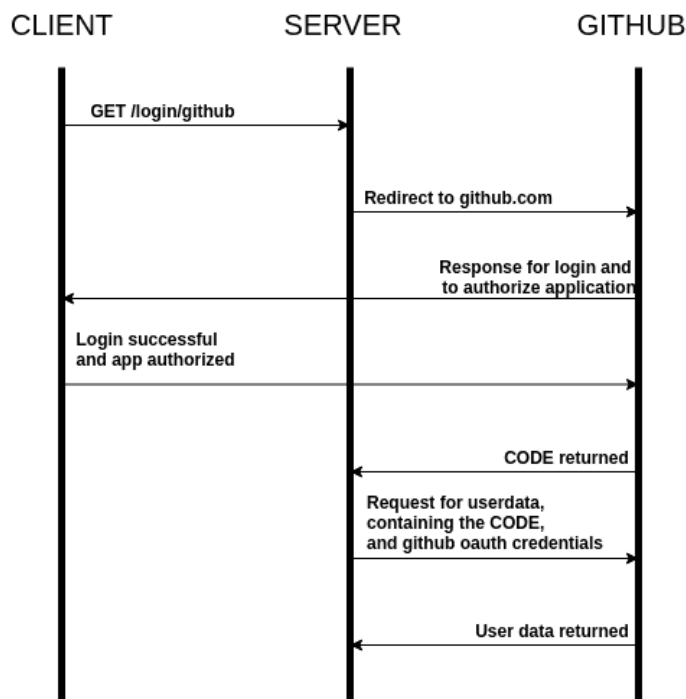 CLIENT
SERVER
GITHUB
GET /login/github
Redirect to github.com
Response for login and
to authorize application
Login successful
and app authorized
CODE returned
Request for userdata,
containing the CODE,
and github oauth credentials
User data returned